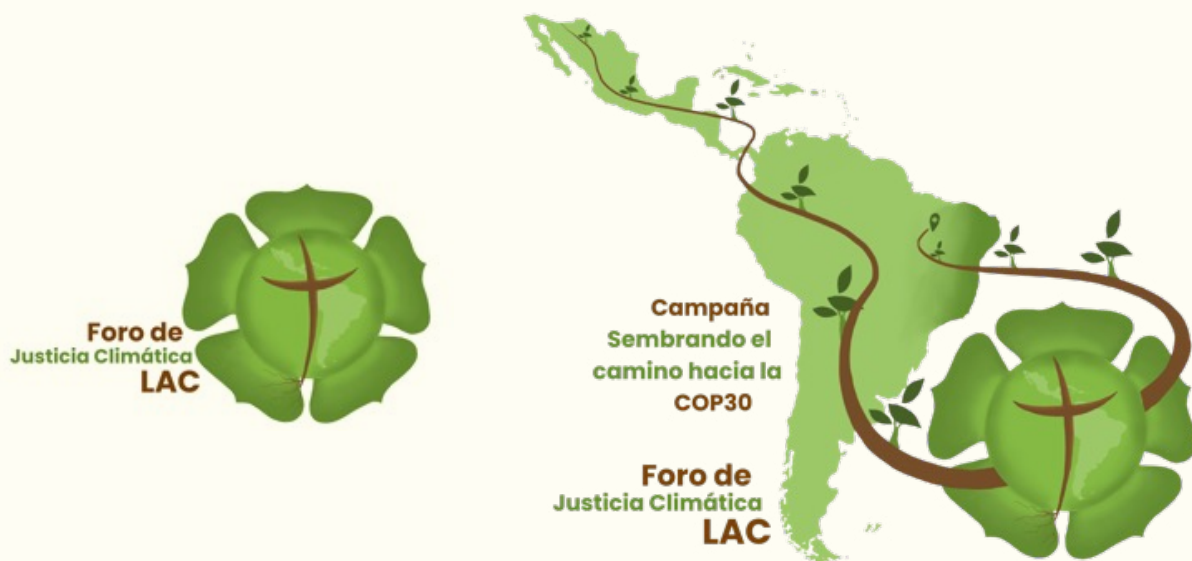 Foro de
Justicia Climática
LAC
Campaña
Sembrando el
camino hacia la
COP30
Foro de
Justicia Climática
LAC